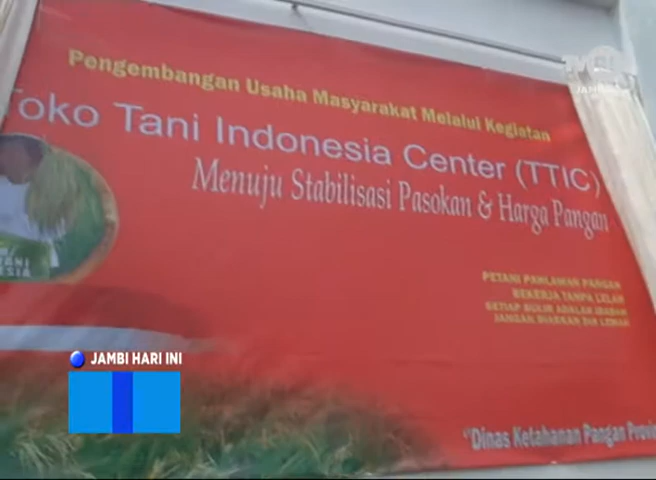 Pengembangan Usaha Masyarakat Melalui Kegiatan
Toko Tani Indonesia Center (TTIC)
Menuju Stabilisasi Pasokan & Harga Pangan
PETANI PAHLAWAN PANGAN
BEKERJA TANPA LELAH
SETIAP BULIR ADALAH IBADAH
JANGAN BIARKAN DIA LEMAH
Dinas Ketahanan Pangan Provin
JAMBI HARI INI